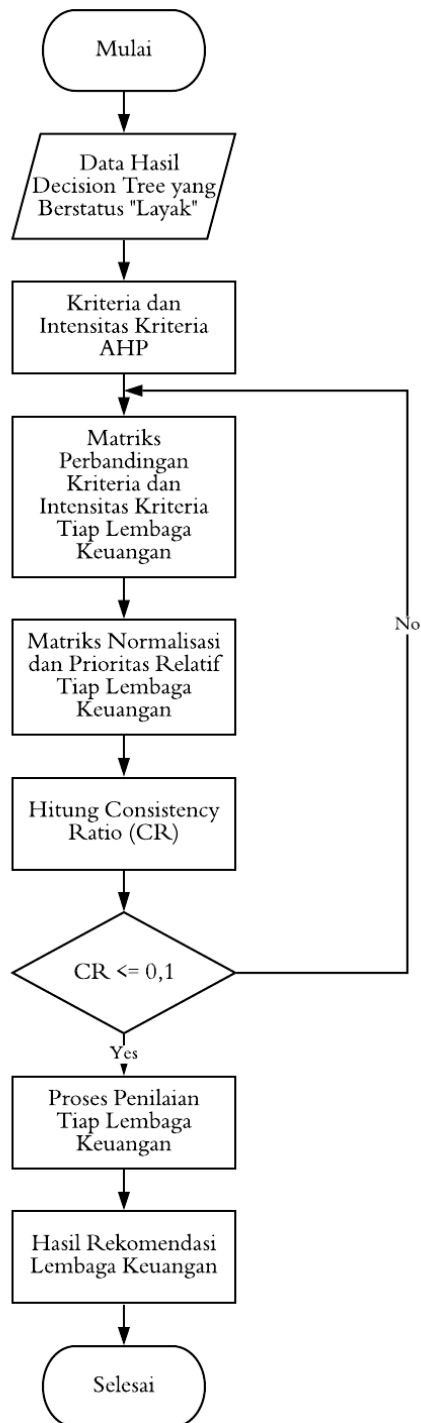 Mulai
Data Hasil
Decision Tree yang
Berstatus "Layak"
Kriteria dan
Intensitas Kriteria
AHP
Matriks
Perbandingan
Kriteria dan
Intensitas Kriteria
Tiap Lembaga
Keuangan
No
Matriks Normalisasi
dan Prioritas Relatif
Tiap Lembaga
Keuangan
Hitung Consistency
Ratio (CR)
CR <= 0,1
Yes
Proses Penilaian
Tiap Lembaga
Keuangan
Hasil Rekomendasi
Lembaga Keuangan
Selesai